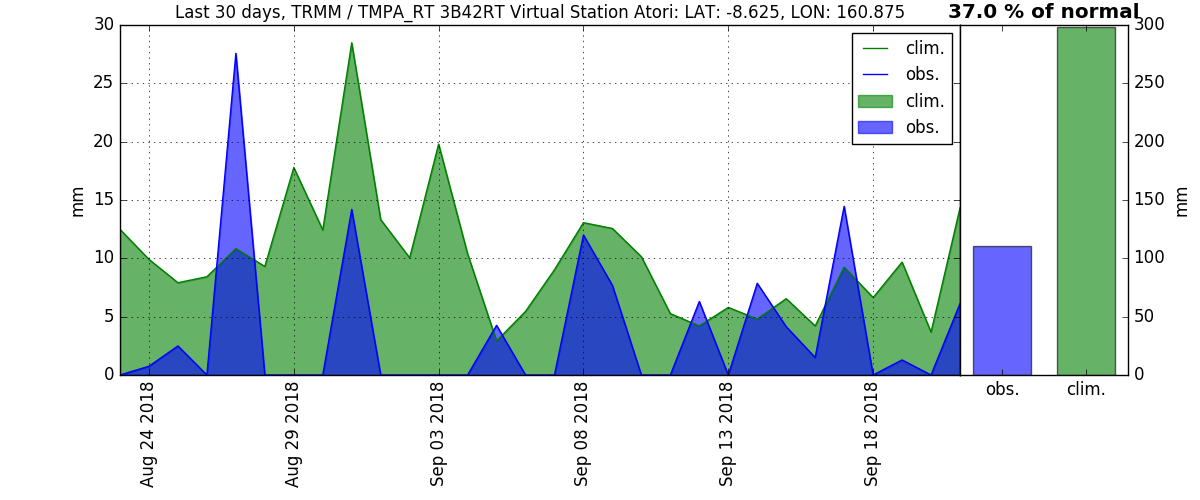 Last 30 days, TRMM / TMPA_RT 3B42RT Virtual Station Atori: LAT: -8.625, LON: 160.875
37.0 % of normal
30
25
20
15
10
5
0
mm
clim.
obs.
clim.
obs.
300
250
200
150
100
50
0
mm
Aug 24 2018
Aug 29 2018
Sep 03 2018
Sep 08 2018
Sep 13 2018
Sep 18 2018
obs.
clim.